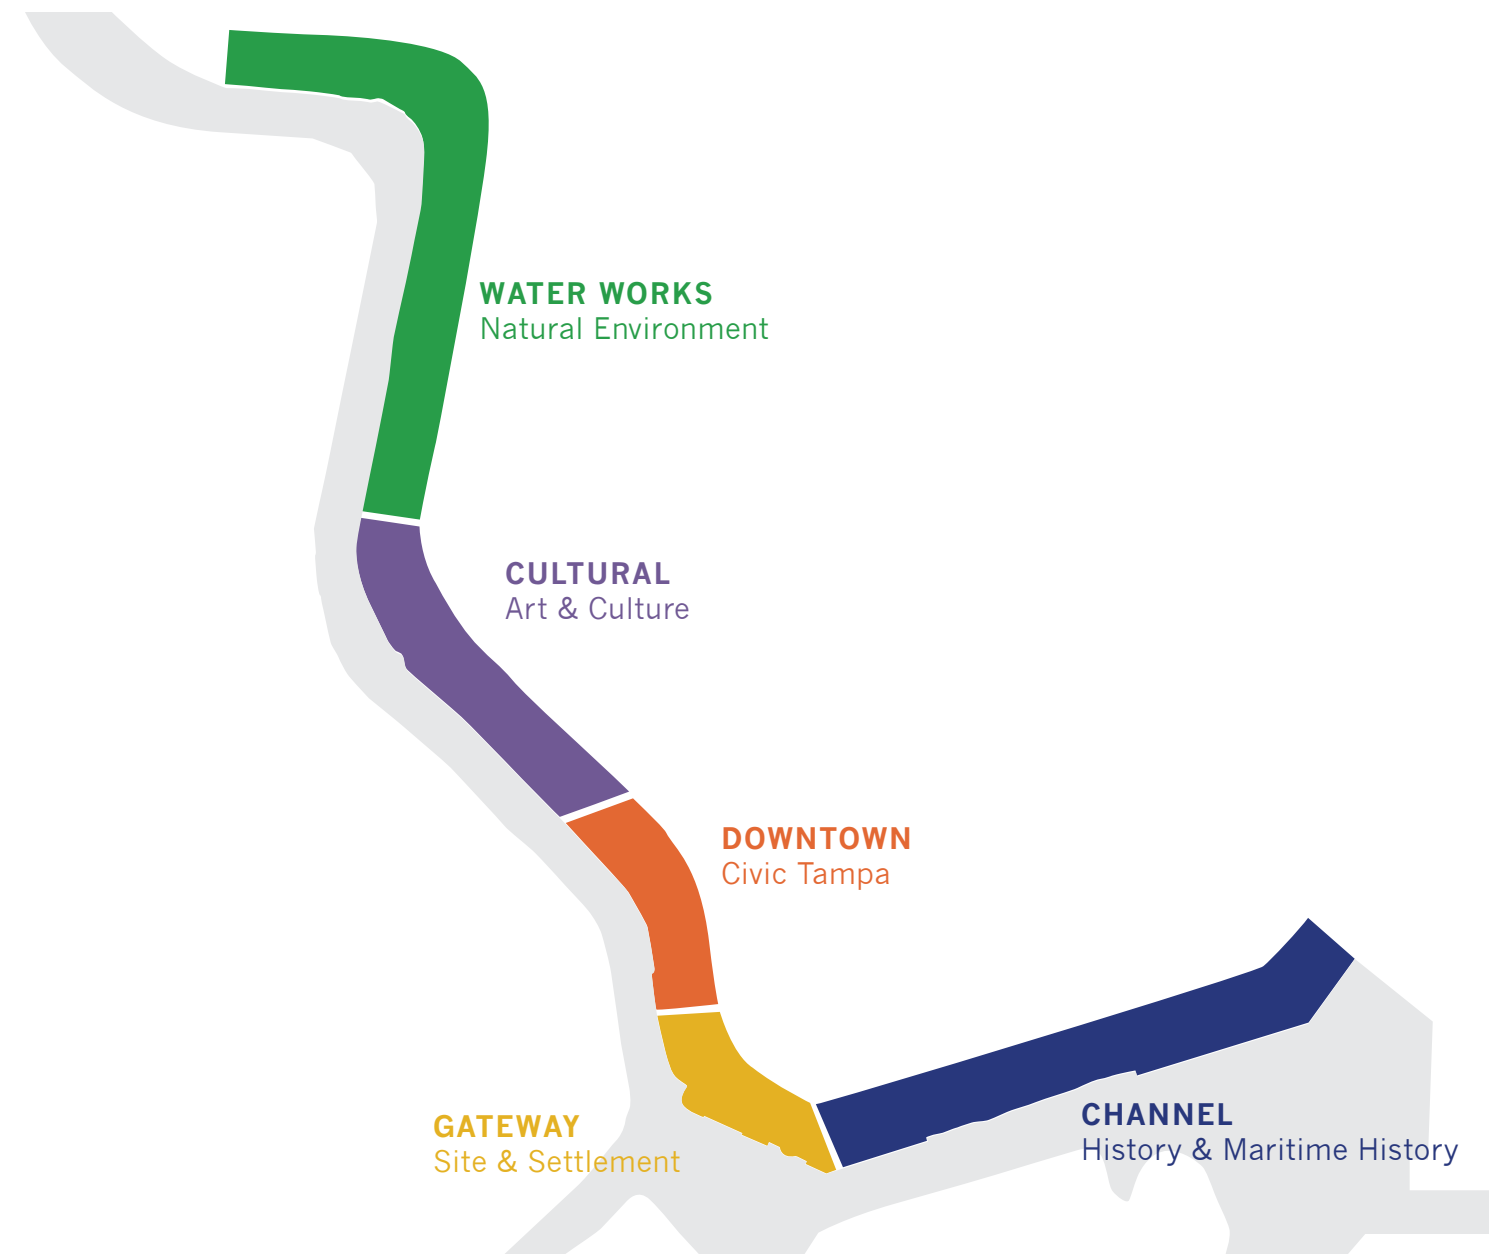 WATER WORKS
Natural Environment
CULTURAL
Art & Culture
DOWNTOWN
Civic Tampa
GATEWAY
Site & Settlement
CHANNEL
History & Maritime History